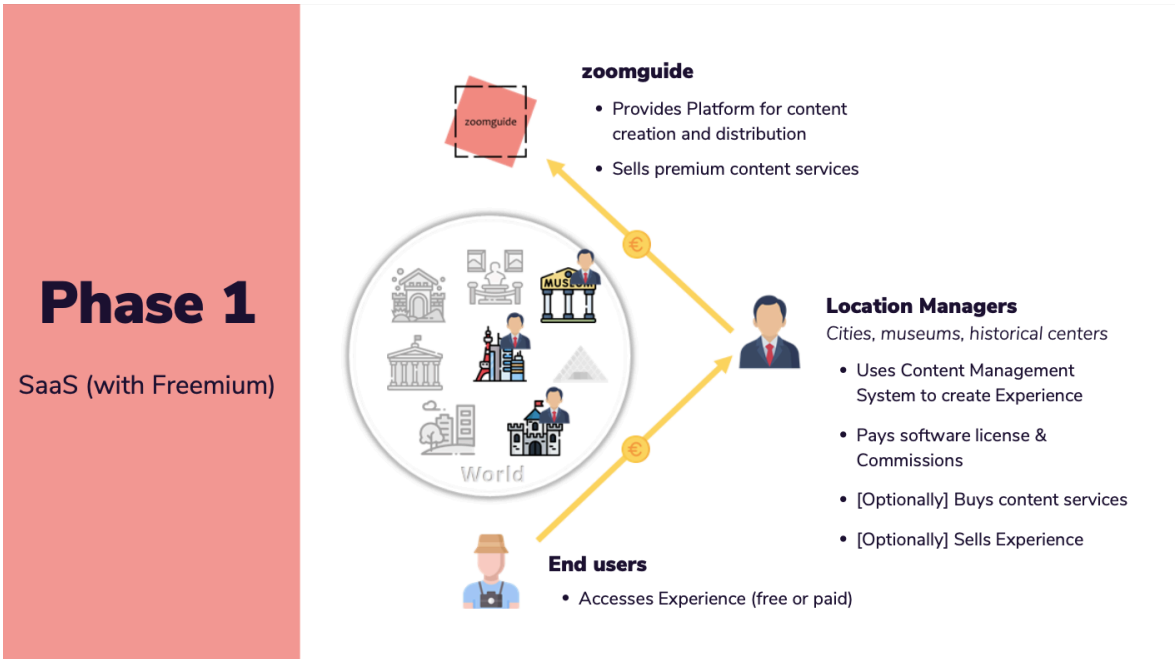 Phase 1
SaaS (with Freemium)
zoomguide
zoomguide
• Provides Platform for content
creation and distribution
• Sells premium content services
€
MUSEUM
World
€
Location Managers
Cities, museums, historical centers
• Uses Content Management
System to create Experience
• Pays software license &
Commissions
• [Optionally] Buys content services
• [Optionally] Sells Experience
End users
• Accesses Experience (free or paid)